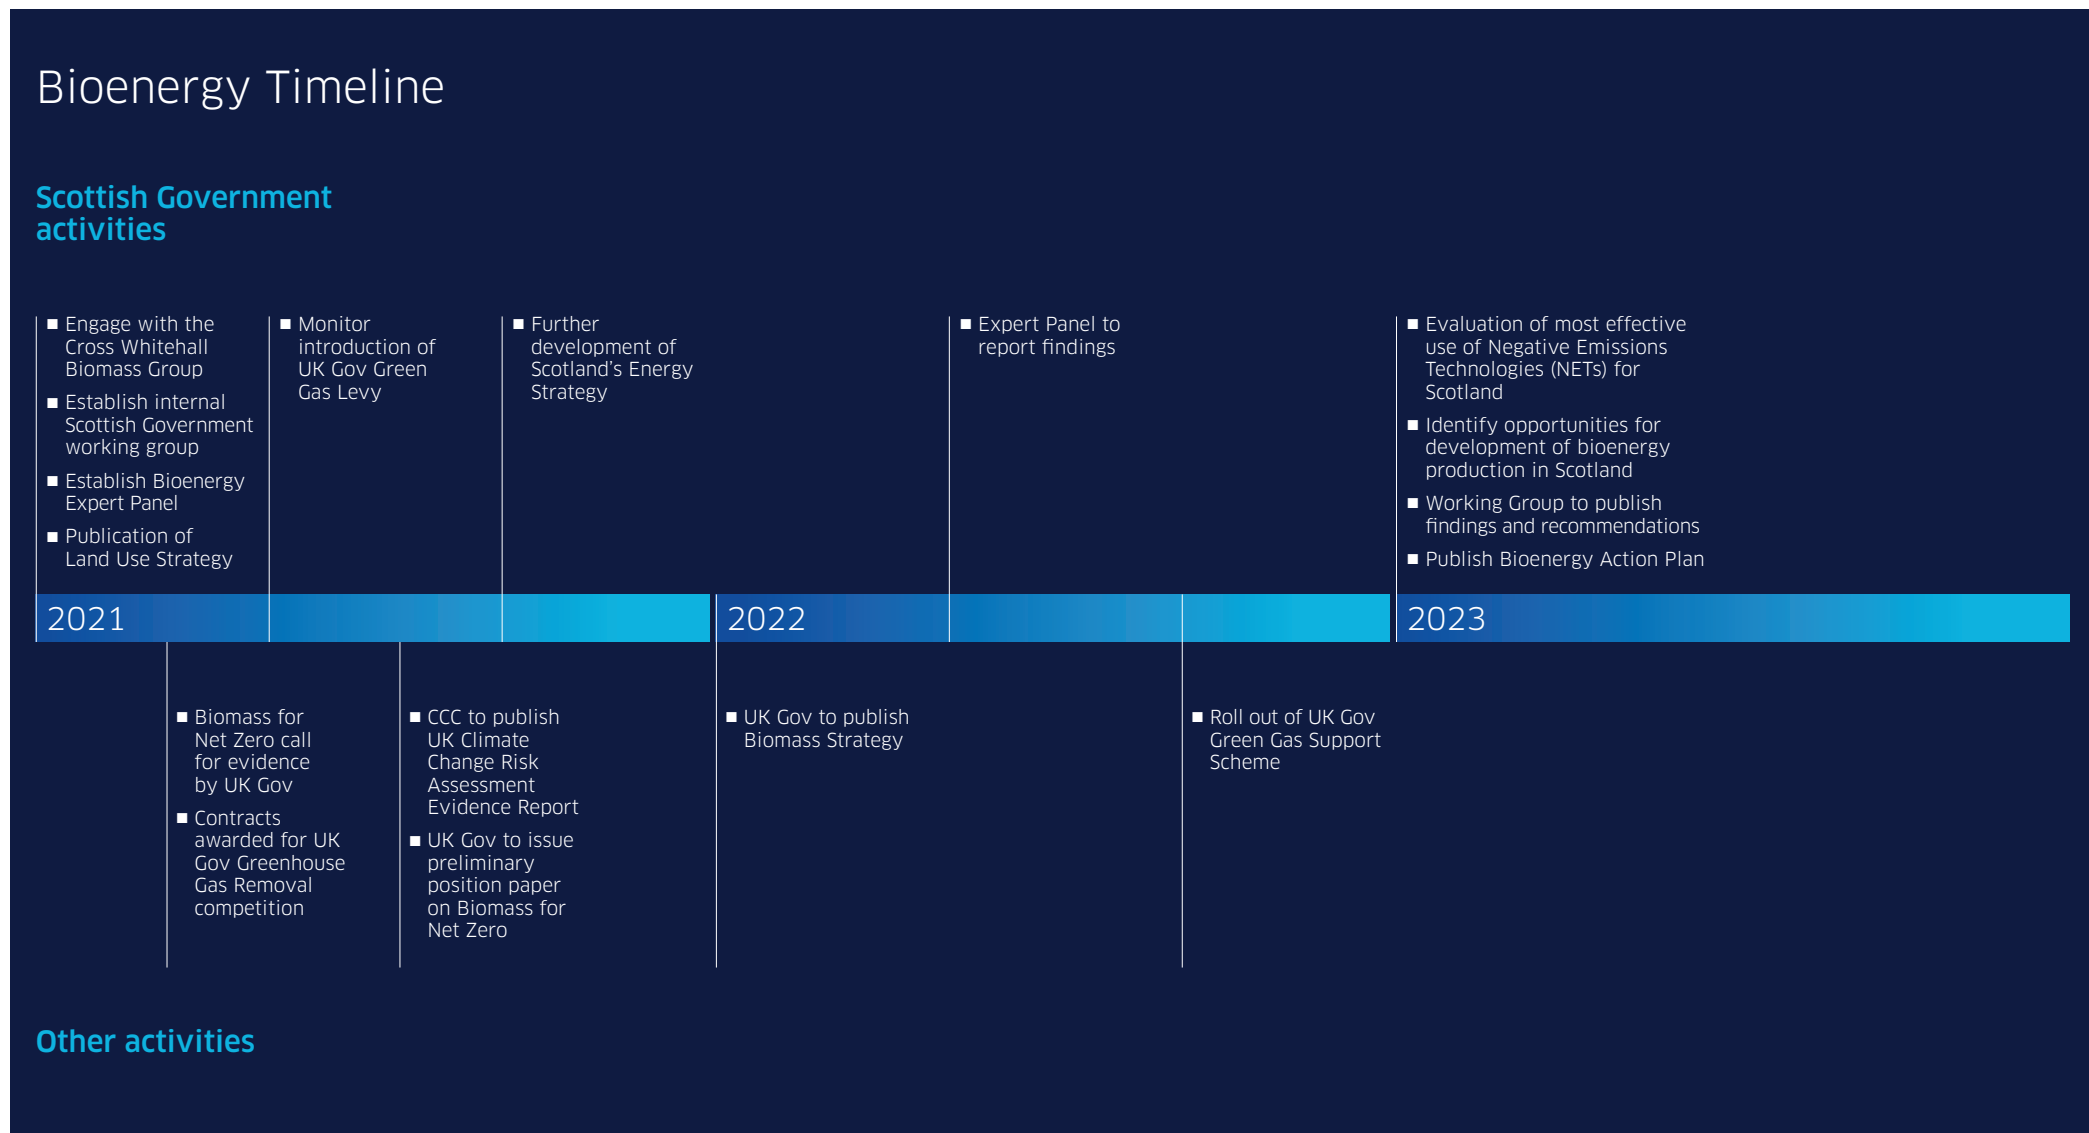 Bioenergy Timeline
Scottish Government
activities
Engage with the
Cross Whitehall
Biomass Group
Establish internal
Scottish Government
working group
Establish Bioenergy
Expert Panel
Publication of
Land Use Strategy
Monitor
introduction of
UK Gov Green
Gas Levy
Further
development of
Scotland's Energy
Strategy
Expert Panel to
report findings
Evaluation of most effective
use of Negative Emissions
Technologies (NETs) for
Scotland
Identify opportunities for
development of bioenergy
production in Scotland
Working Group to publish
findings and recommendations
Publish Bioenergy Action Plan
2021
2022
2023
Biomass for
Net Zero call
for evidence
by UK Gov
Contracts
awarded for UK
Gov Greenhouse
Gas Removal
competition
CCC to publish
UK Climate
Change Risk
Assessment
Evidence Report
UK Gov to issue
preliminary
position paper
on Biomass for
Net Zero
UK Gov to publish
Biomass Strategy
Roll out of UK Gov
Green Gas Support
Scheme
Other activities